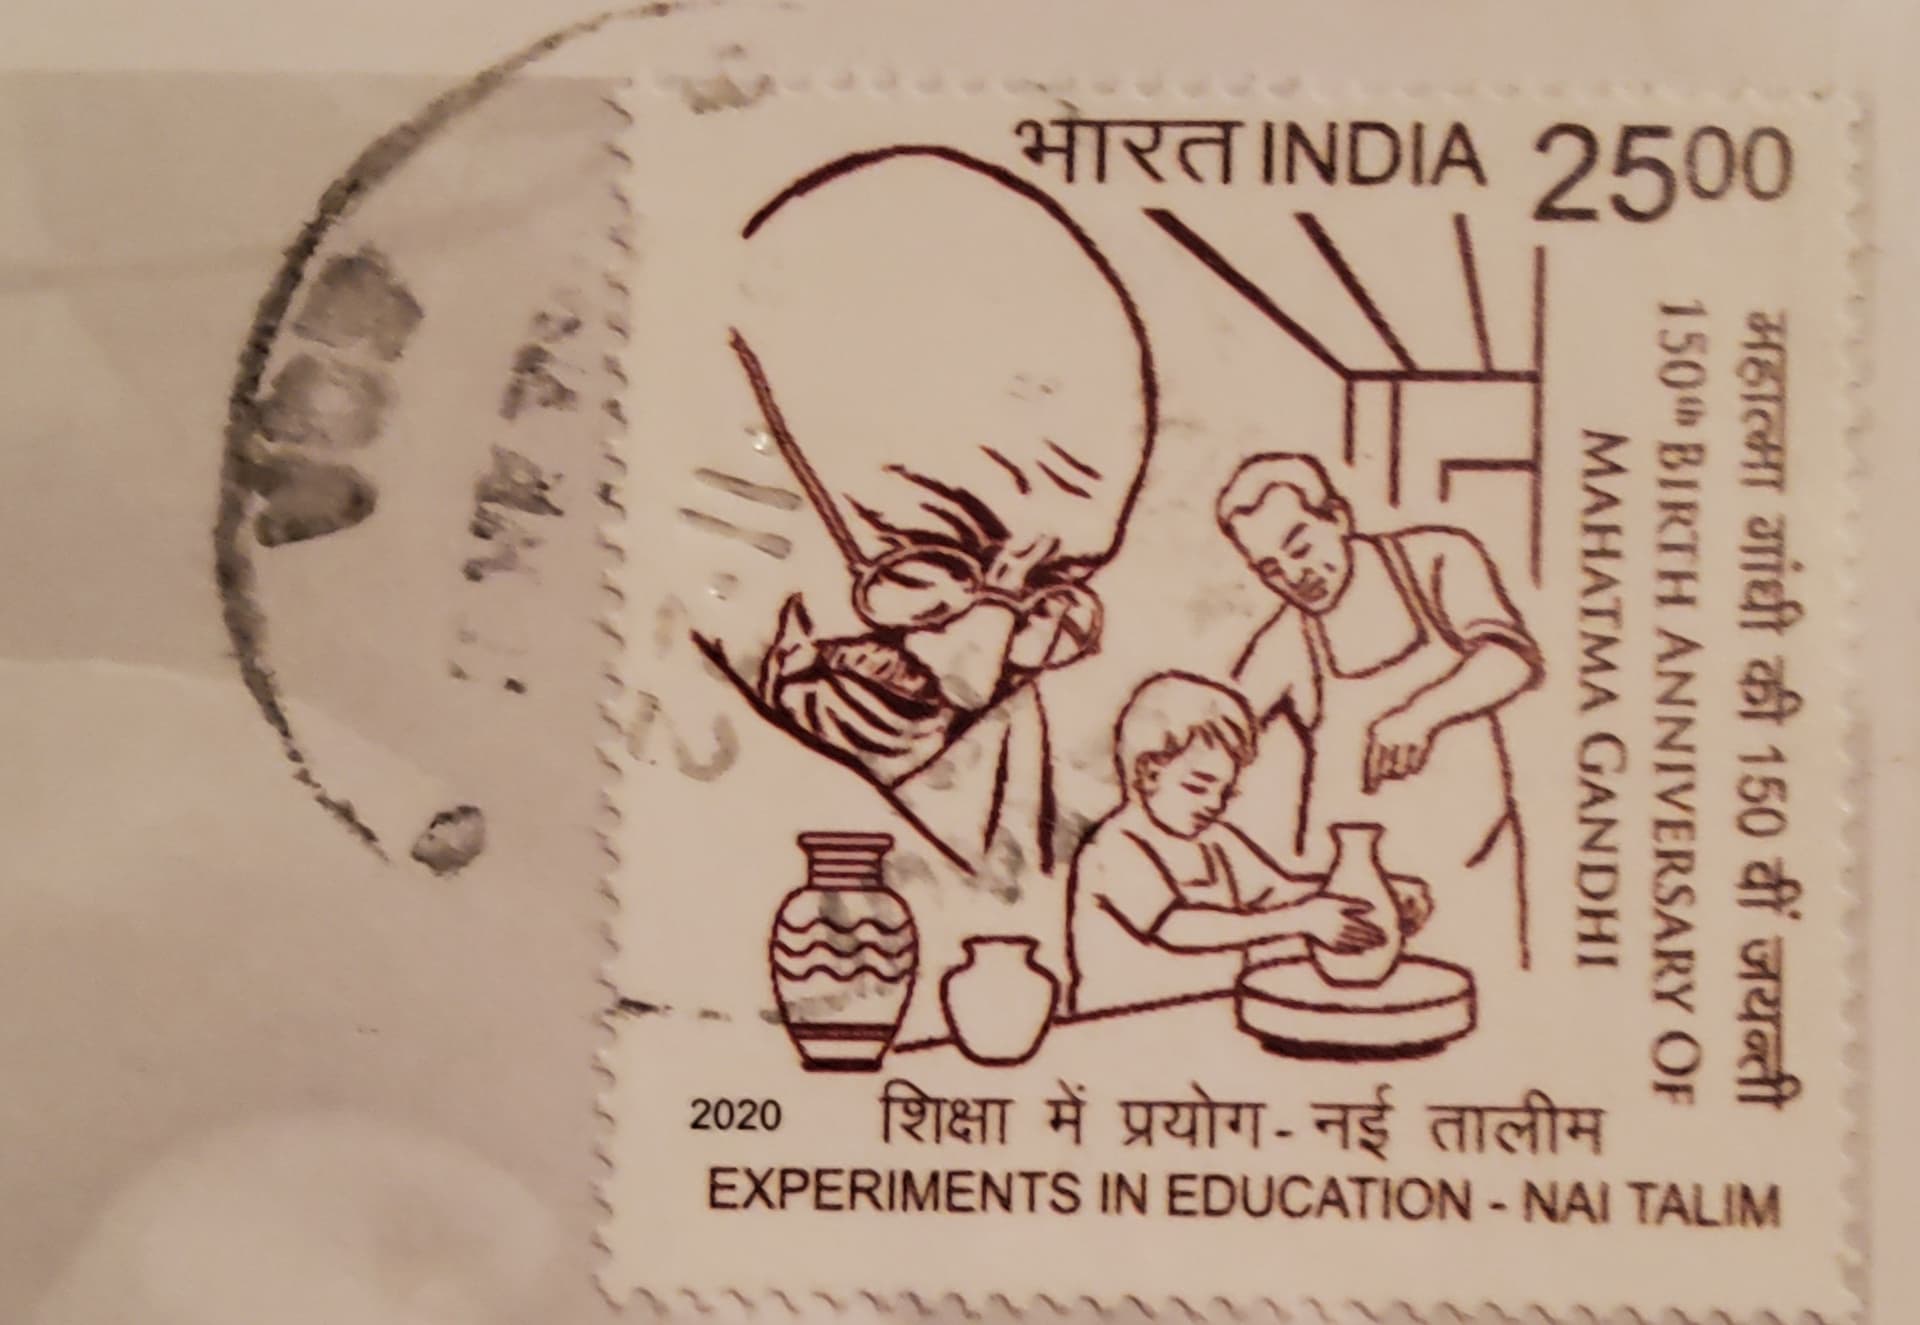 भारत INDIA 2500
महात्मा गांधी की 150 वीं जयन्ती
150th BIRTH ANNIVERSARY OF
MAHATMA GANDHI
2020 शिक्षा में प्रयोग - नई तालीम
EXPERIMENTS IN EDUCATION - NAI TALIM